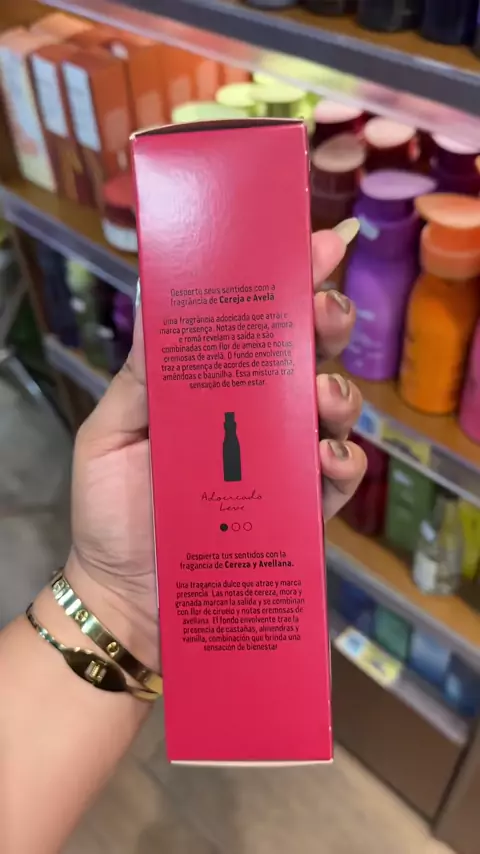 Desperte seus sentidos com a
fragrância de Cereja e Avelã
Uma fragrância adocicada que atrai e
marca presença. Notas de cereja, amora
e romã revelam a saída e são
combinadas com flor de ameixa e notas
cremosas de avelã. O fundo envolvente
traz a presença de acordes de castanha,
amêndoas e baunilha. Essa mistura traz
sensação de bem estar.
Adocicado
Leve
Despierta tus sentidos con la
fragancia de Cereza y Avellana.
Una fragancia dulce que atrae y marca
presencia. Las notas de cereza, mora y
granada marcan la salida y se combinan
con flor de ciruelo y notas cremosas de
avellana. El fondo envolvente trae la
presencia de castañas, almendras y
vainilla, combinación que brinda una
sensación de bienestar